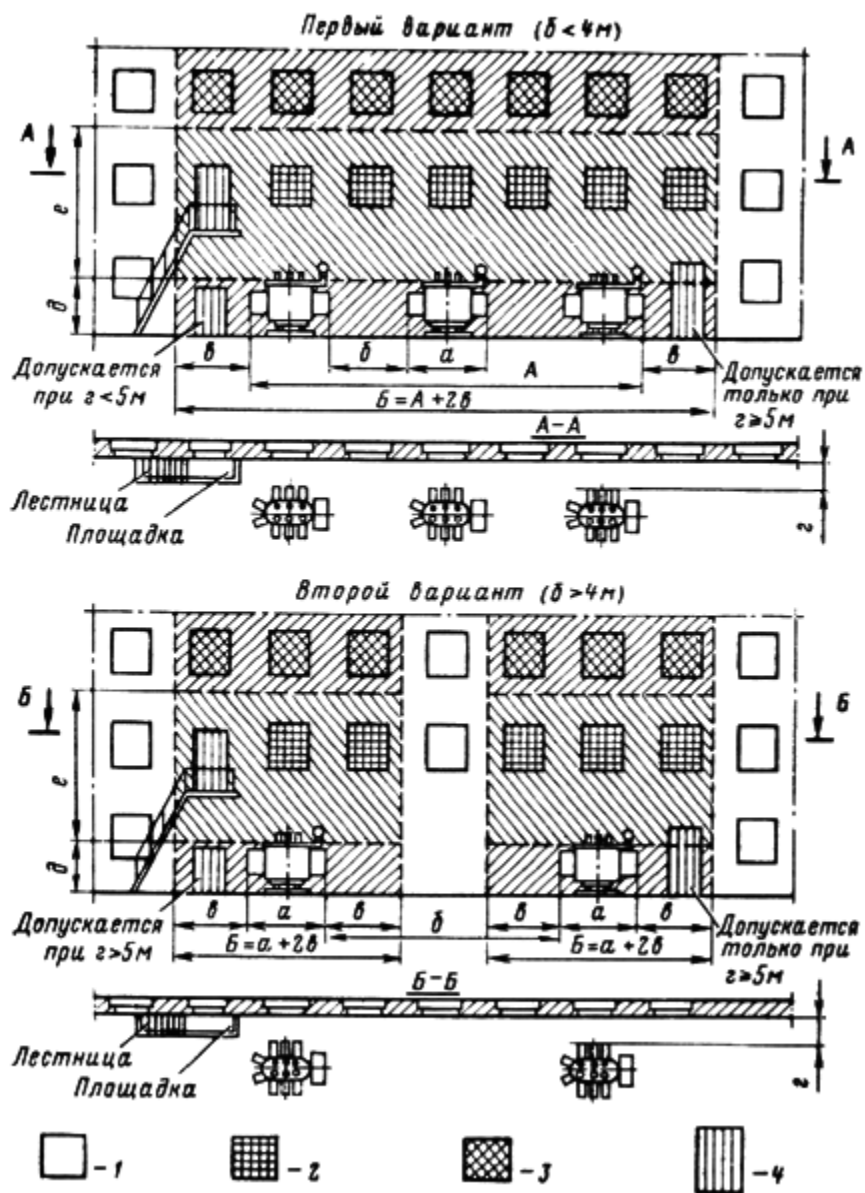 Первый вариант (б < 4м)
А
А
е
д
Допускается
при г < 5м
в
б
а
А
в
Б = А + 2в
Допускается
только при
г ≥ 5м
А – А
Лестница
Площадка
г
Второй вариант (б > 4м)
Б
Б
е
д
Допускается
при г > 5м
в
а
в
б
в
а
в
Б = а + 2в
Б = а + 2в
Допускается
только при
г ≥ 5м
Б – Б
Лестница
Площадка
г
– 1
– 2
– 3
– 4